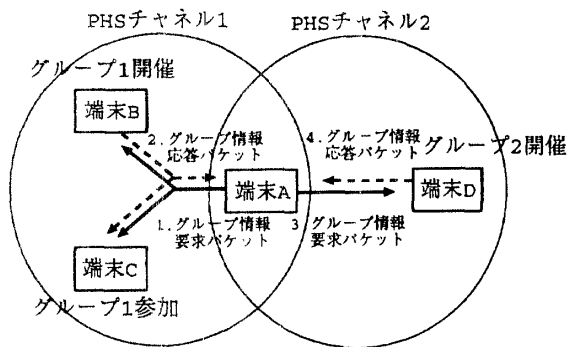 PHSチャネル1
PHSチャネル2
グループ1開催
端末B
2.グループ情報
応答パケット
4.グループ情報
応答パケット
グループ2開催
端末A
端末D
1.グループ情報
要求パケット
3 グループ情報
要求パケット
端末C
グループ1参加